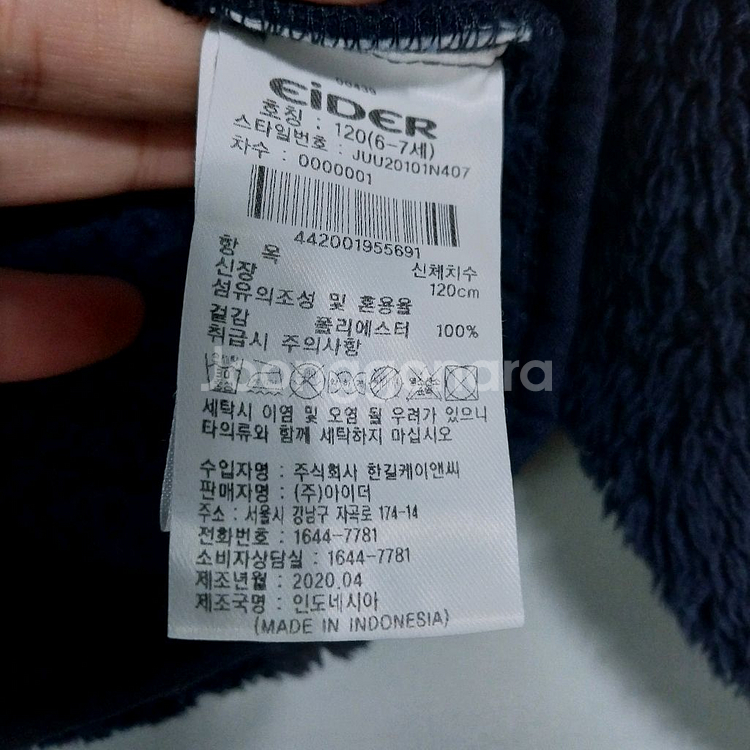 00439
EiDER
호칭 : 120(6-7세)
스타일번호 : JUU20101N407
차수 : 0000001
442001955691
항 목 신체치수
신장 120cm
섬유의조성 및 혼용율
겉감 폴리에스터 100%
취급시 주의사항
Joonggonara
세탁시 이염 및 오염 될 우려가 있으니
타의류와 함께 세탁하지 마십시오
수입자명 : 주식회사 한길케이앤씨
판매자명 : (주)아이더
주소 : 서울시 강남구 자곡로 174-14
전화번호 : 1644-7781
소비자상담실 : 1644-7781
제조년월 : 2020.04
제조국명 : 인도네시아
(MADE IN INDONESIA)